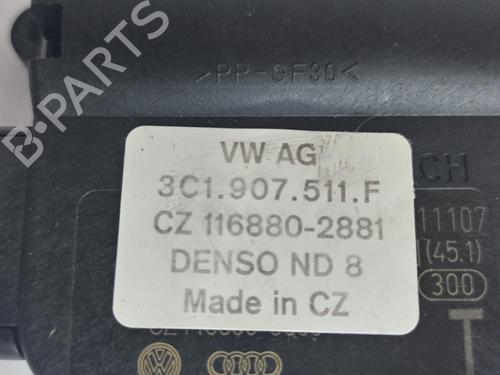 >PP-GF30<
VW AG
3C1.907.511.F
CH
CZ 116880-2881
11107
(45.1)
DENSO ND 8
300
Made in CZ
T
B-PARTS